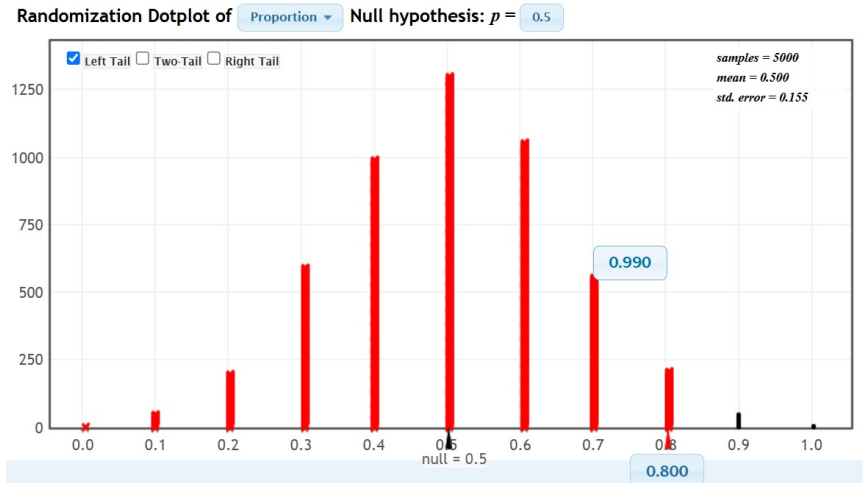 Randomization Dotplot of Proportion Null hypothesis: p = 0.5
Left Tail Two-Tail Right Tail
samples = 5000
mean = 0.500
std. error = 0.155
1250
1000
750
500
250
0
0.990
0.0 0.1 0.2 0.3 0.4 0.5 0.6 0.7 0.8 0.9 1.0
null = 0.5
0.800